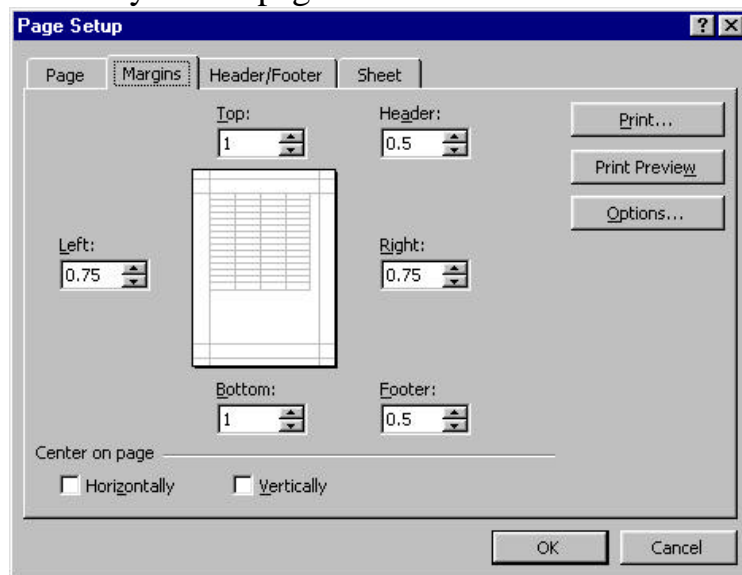 Page Setup
Page Margins Header/Footer Sheet
Top: Header:
1 0.5
Print...
Print Preview
Options...
Left: Right:
0.75 0.75
Bottom: Footer:
1 0.5
Center on page
Horizontally Vertically
OK Cancel